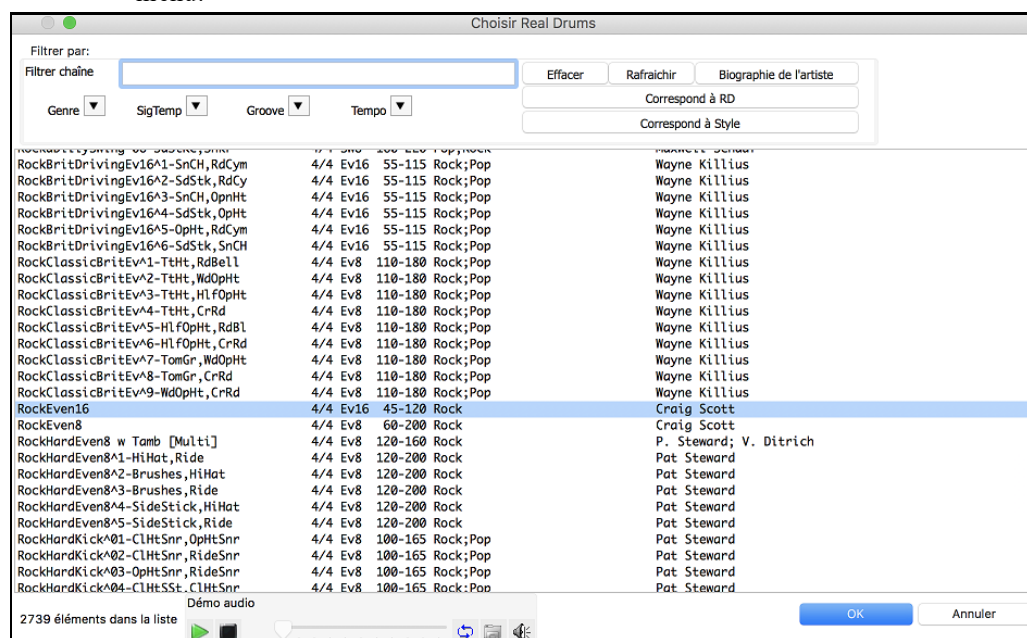 Choisir Real Drums
Filtrer par:
Filtrer chaîne
Effacer Rafraichir Biographie de l'artiste
Genre SigTemp Groove Tempo
Correspond à RD
Correspond à Style
RockBritDrivingEv16^1-SnCH,RdCym 4/4 Ev16 55-115 Rock;Pop Wayne Killius
RockBritDrivingEv16^2-SdStk,RdCy 4/4 Ev16 55-115 Rock;Pop Wayne Killius
RockBritDrivingEv16^3-SnCH,OpnHt 4/4 Ev16 55-115 Rock;Pop Wayne Killius
RockBritDrivingEv16^4-SdStk,OpHt 4/4 Ev16 55-115 Rock;Pop Wayne Killius
RockBritDrivingEv16^5-OpHt,RdCym 4/4 Ev16 55-115 Rock;Pop Wayne Killius
RockBritDrivingEv16^6-SdStk,SnCH 4/4 Ev16 55-115 Rock;Pop Wayne Killius
RockClassicBritEv^1-TtHt,RdBell 4/4 Ev8 110-180 Rock;Pop Wayne Killius
RockClassicBritEv^2-TtHt,WdOpHt 4/4 Ev8 110-180 Rock;Pop Wayne Killius
RockClassicBritEv^3-TtHt,HlfOpHt 4/4 Ev8 110-180 Rock;Pop Wayne Killius
RockClassicBritEv^4-TtHt,CrRd 4/4 Ev8 110-180 Rock;Pop Wayne Killius
RockClassicBritEv^5-HlfOpHt,RdBl 4/4 Ev8 110-180 Rock;Pop Wayne Killius
RockClassicBritEv^6-HlfOpHt,CrRd 4/4 Ev8 110-180 Rock;Pop Wayne Killius
RockClassicBritEv^7-TomGr,WdOpHt 4/4 Ev8 110-180 Rock;Pop Wayne Killius
RockClassicBritEv^8-TomGr,CrRd 4/4 Ev8 110-180 Rock;Pop Wayne Killius
RockClassicBritEv^9-WdOpHt,CrRd 4/4 Ev8 110-180 Rock;Pop Wayne Killius
RockEven16 4/4 Ev16 45-120 Rock Craig Scott
RockEven8 4/4 Ev8 60-200 Rock Craig Scott
RockHardEven8 w Tamb [Multi] 4/4 Ev8 120-160 Rock P. Steward; V. Ditrich
RockHardEven8^1-HiHat,Ride 4/4 Ev8 120-200 Rock Pat Steward
RockHardEven8^2-Brushes,HiHat 4/4 Ev8 120-200 Rock Pat Steward
RockHardEven8^3-Brushes,Ride 4/4 Ev8 120-200 Rock Pat Steward
RockHardEven8^4-SideStick,HiHat 4/4 Ev8 120-200 Rock Pat Steward
RockHardEven8^5-SideStick,Ride 4/4 Ev8 120-200 Rock Pat Steward
RockHardKick^01-ClHtSnr,OpHtSnr 4/4 Ev8 100-165 Rock;Pop Pat Steward
RockHardKick^02-ClHtSnr,RideSnr 4/4 Ev8 100-165 Rock;Pop Pat Steward
RockHardKick^03-OpHtSnr,RideSnr 4/4 Ev8 100-165 Rock;Pop Pat Steward
RockHardKick^04-ClHtSSt,ClHtSnr 4/4 Ev8 100-165 Rock;Pop Pat Steward
Démo audio
2739 éléments dans la liste
OK Annuler